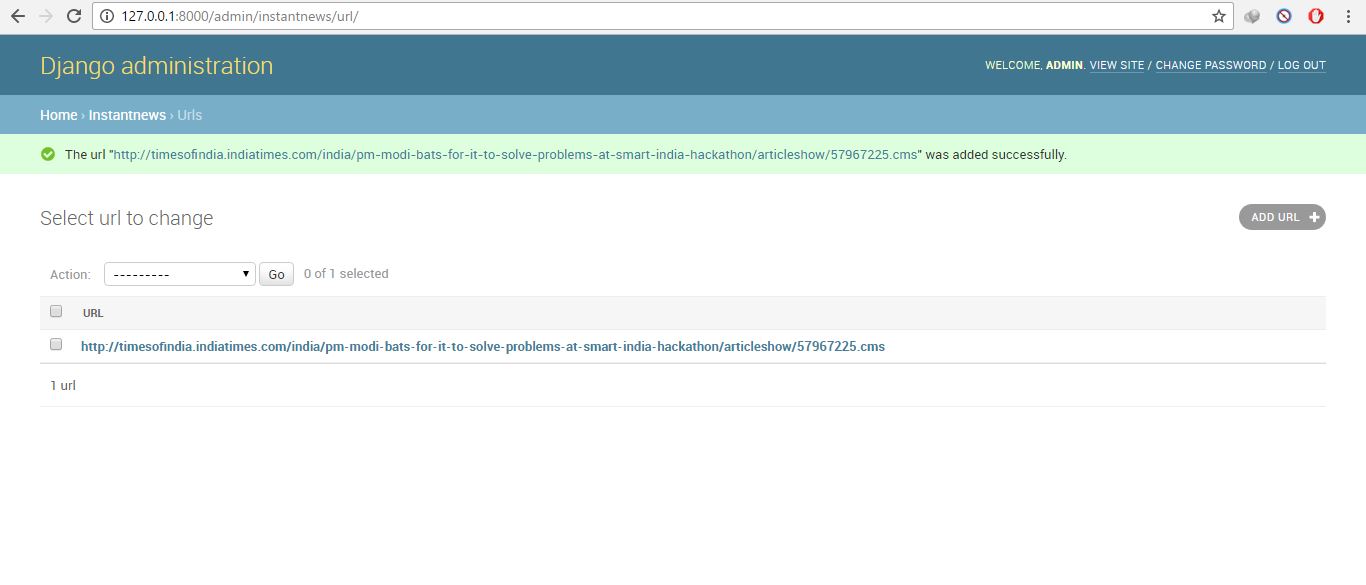 127.0.0.1:8000/admin/instantnews/url/
Django administration
WELCOME, ADMIN. VIEW SITE / CHANGE PASSWORD / LOG OUT
Home › Instantnews › Urls
The url "http://timesofindia.indiatimes.com/india/pm-modi-bats-for-it-to-solve-problems-at-smart-india-hackathon/articleshow/57967225.cms" was added successfully.
Select url to change
ADD URL +
Action: --------- Go 0 of 1 selected
URL
http://timesofindia.indiatimes.com/india/pm-modi-bats-for-it-to-solve-problems-at-smart-india-hackathon/articleshow/57967225.cms
1 url